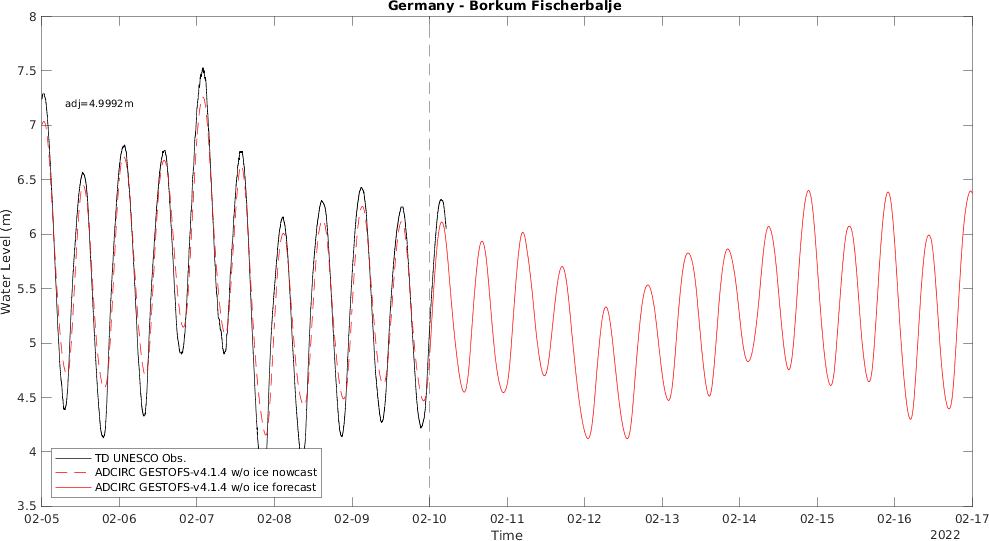 Germany - Borkum Fischerbalje
8
7.5
7
6.5
6
5.5
5
4.5
4
3.5
Water Level (m)
adj=4.9992m
TD UNESCO Obs.
ADCIRC GESTOFS-v4.1.4 w/o ice nowcast
ADCIRC GESTOFS-v4.1.4 w/o ice forecast
02-05 02-06 02-07 02-08 02-09 02-10 02-11 02-12 02-13 02-14 02-15 02-16 02-17
Time
2022